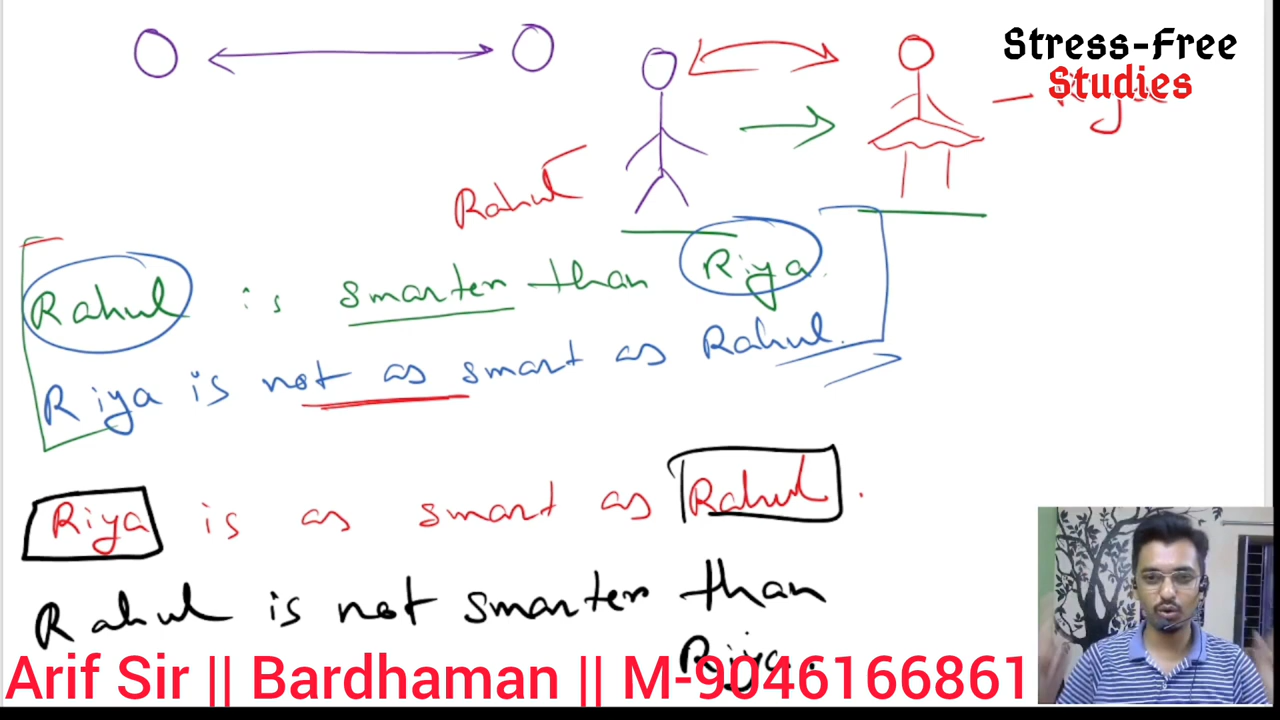 Stress-Free
Studies
Rahul
Rahul is smarter than Riya.
Riya is not as smart as Rahul.
Riya is as smart as Rahul.
Rahul is not smarter than
Riya.
Arif Sir || Bardhaman || M-9046166861